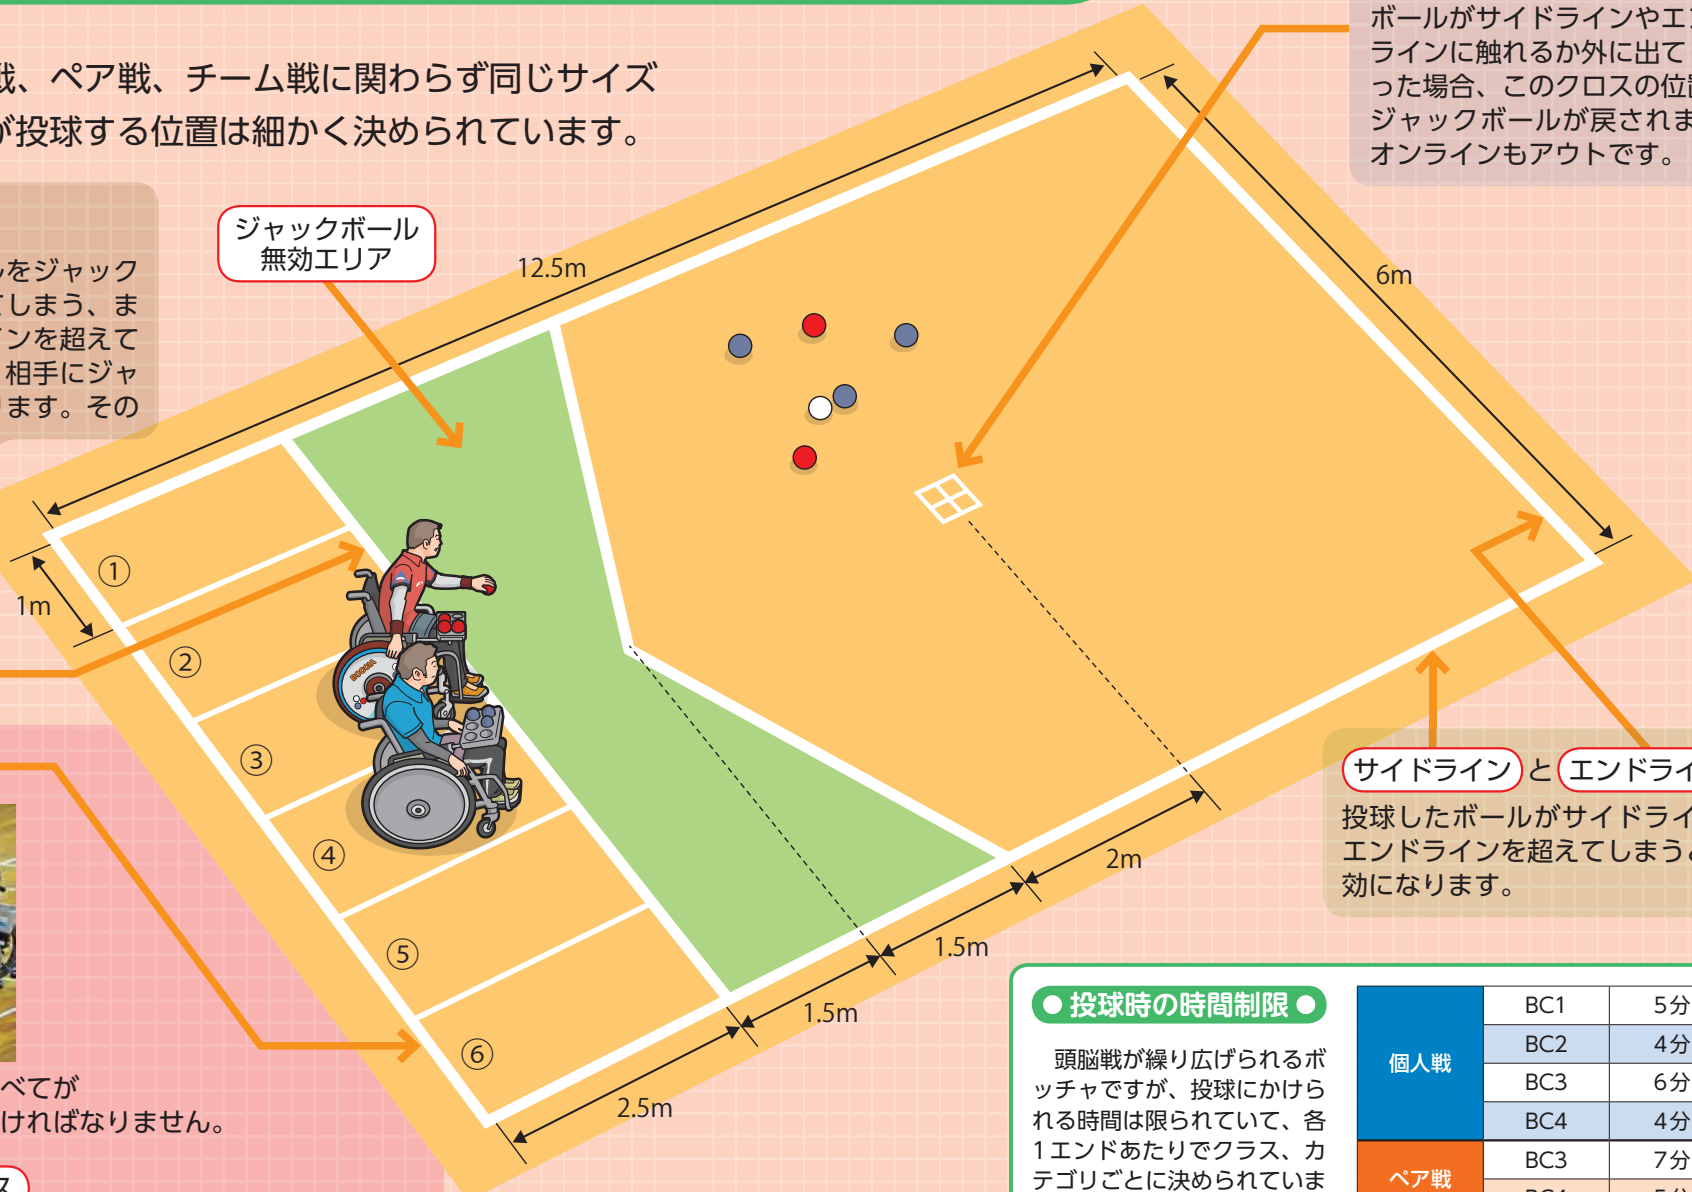 戦、ペア戦、チーム戦に関わらず同じサイズ
が投球する位置は細かく決められています。
ボールがサイドラインやエン
ラインに触れるか外に出て
った場合、このクロスの位置
ジャックボールが戻されま
オンラインもアウトです。
ルをジャック
てしまう、ま
インを超えて
相手にジャ
ります。その
ジャックボール
無効エリア
12.5m
6m
1m
①
②
③
④
⑤
⑥
BOCCIA
2m
1.5m
1.5m
2.5m
サイドライン と エンドライ
投球したボールがサイドライ
エンドラインを超えてしまうと
効になります。
べてが
ければなりません。
ス
● 投球時の時間制限 ●
頭脳戦が繰り広げられるボ
ッチャですが、投球にかけら
れる時間は限られていて、各
1エンドあたりでクラス、カ
テゴリごとに決められていま
個人戦
BC1 5分
BC2 4分
BC3 6分
BC4 4分
ペア戦
BC3 7分